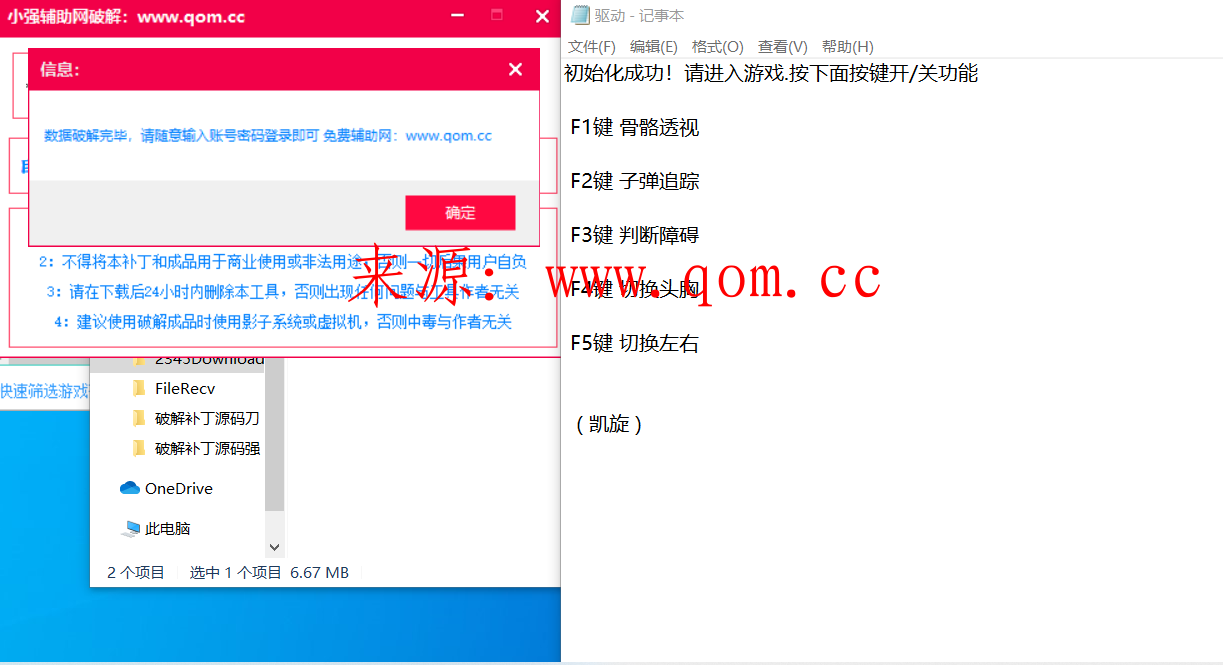 小强辅助网破解：www.qom.cc
信息:
数据破解完毕，请随意输入账号密码登录即可 免费辅助网：www.qom.cc
确定
2：不得将本补丁和成品用于商业使用或非法用途，否则一切后果用户自负
3：请在下载后24小时内删除本工具，否则出现任何问题与工具作者无关
4：建议使用破解成品时使用影子系统或虚拟机，否则中毒与作者无关
快速筛选游戏
2345Download
FileRecv
破解补丁源码刀
破解补丁源码强
OneDrive
此电脑
2 个项目 选中 1 个项目 6.67 MB
驱动 - 记事本
文件(F) 编辑(E) 格式(O) 查看(V) 帮助(H)
初始化成功！请进入游戏.按下面按键开/关功能
F1键 骨骼透视
F2键 子弹追踪
F3键 判断障碍
F4键 切换头胸
F5键 切换左右
( 凯旋 )
来源：www.qom.cc